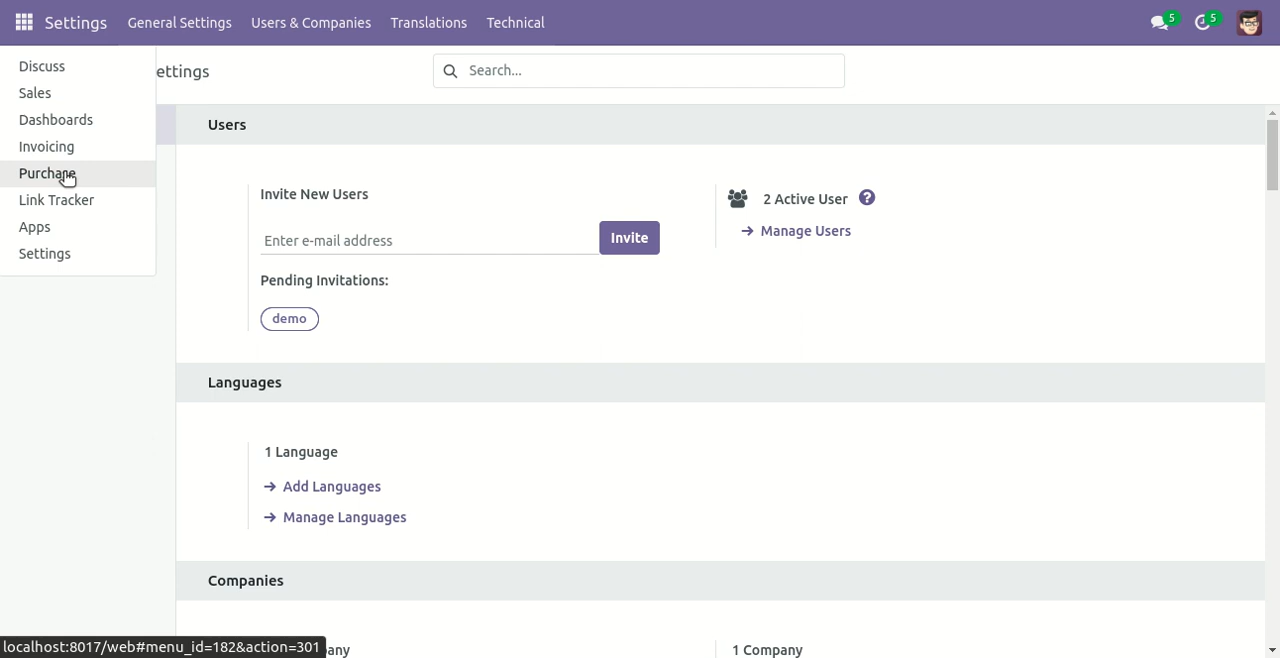 Settings General Settings Users & Companies Translations Technical 5 5
Discuss
Sales
Dashboards
Invoicing
Purchase
Link Tracker
Apps
Settings
ettings
Search...
Users
Invite New Users
Enter e-mail address
Invite
Pending Invitations:
demo
2 Active User ?
→ Manage Users
Languages
1 Language
→ Add Languages
→ Manage Languages
Companies
pany
1 Company
localhost:8017/web#menu_id=182&action=301